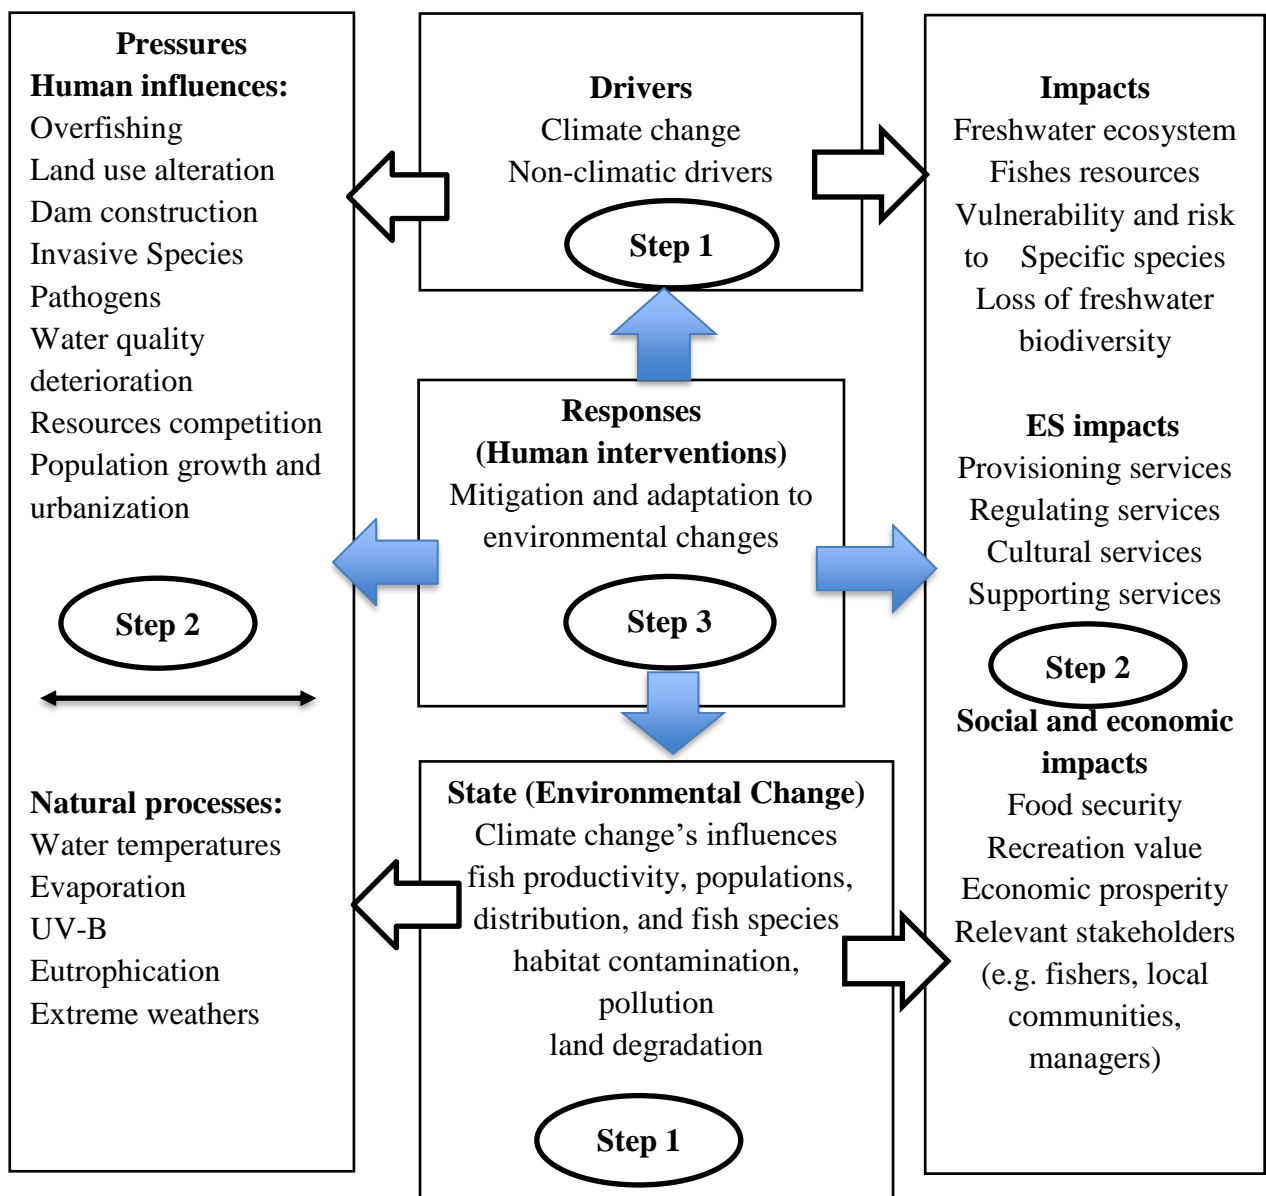 Pressures
Human influences:
Overfishing
Land use alteration
Dam construction
Invasive Species
Pathogens
Water quality
deterioration
Resources competition
Population growth and
urbanization
Step 2
Natural processes:
Water temperatures
Evaporation
UV-B
Eutrophication
Extreme weathers
Drivers
Climate change
Non-climatic drivers
Step 1
Responses
(Human interventions)
Mitigation and adaptation to
environmental changes
Step 3
State (Environmental Change)
Climate change’s influences
fish productivity, populations,
distribution, and fish species
habitat contamination,
pollution
land degradation
Step 1
Impacts
Freshwater ecosystem
Fishes resources
Vulnerability and risk
to Specific species
Loss of freshwater
biodiversity
ES impacts
Provisioning services
Regulating services
Cultural services
Supporting services
Step 2
Social and economic
impacts
Food security
Recreation value
Economic prosperity
Relevant stakeholders
(e.g. fishers, local
communities,
managers)